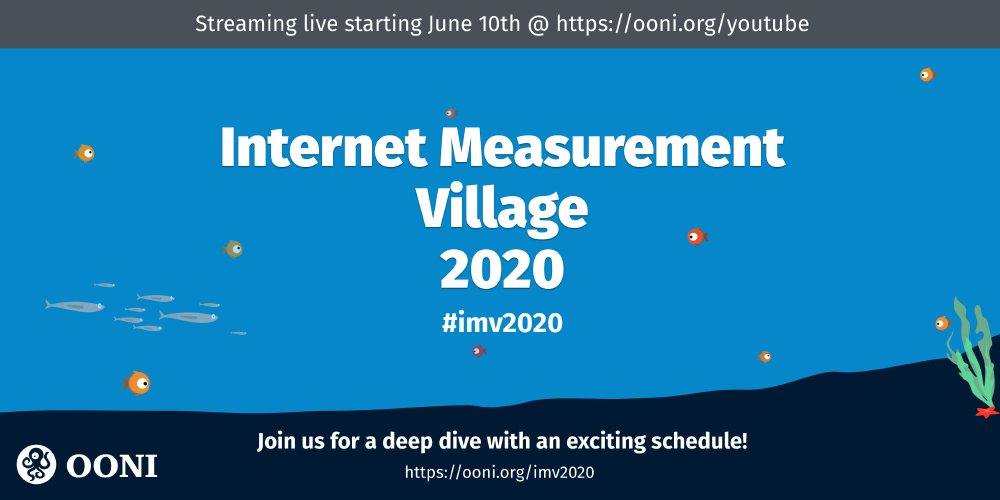 Streaming live starting June 10th @ https://ooni.org/youtube
Internet Measurement
Village
2020
#imv2020
Join us for a deep dive with an exciting schedule!
https://ooni.org/imv2020
OONI